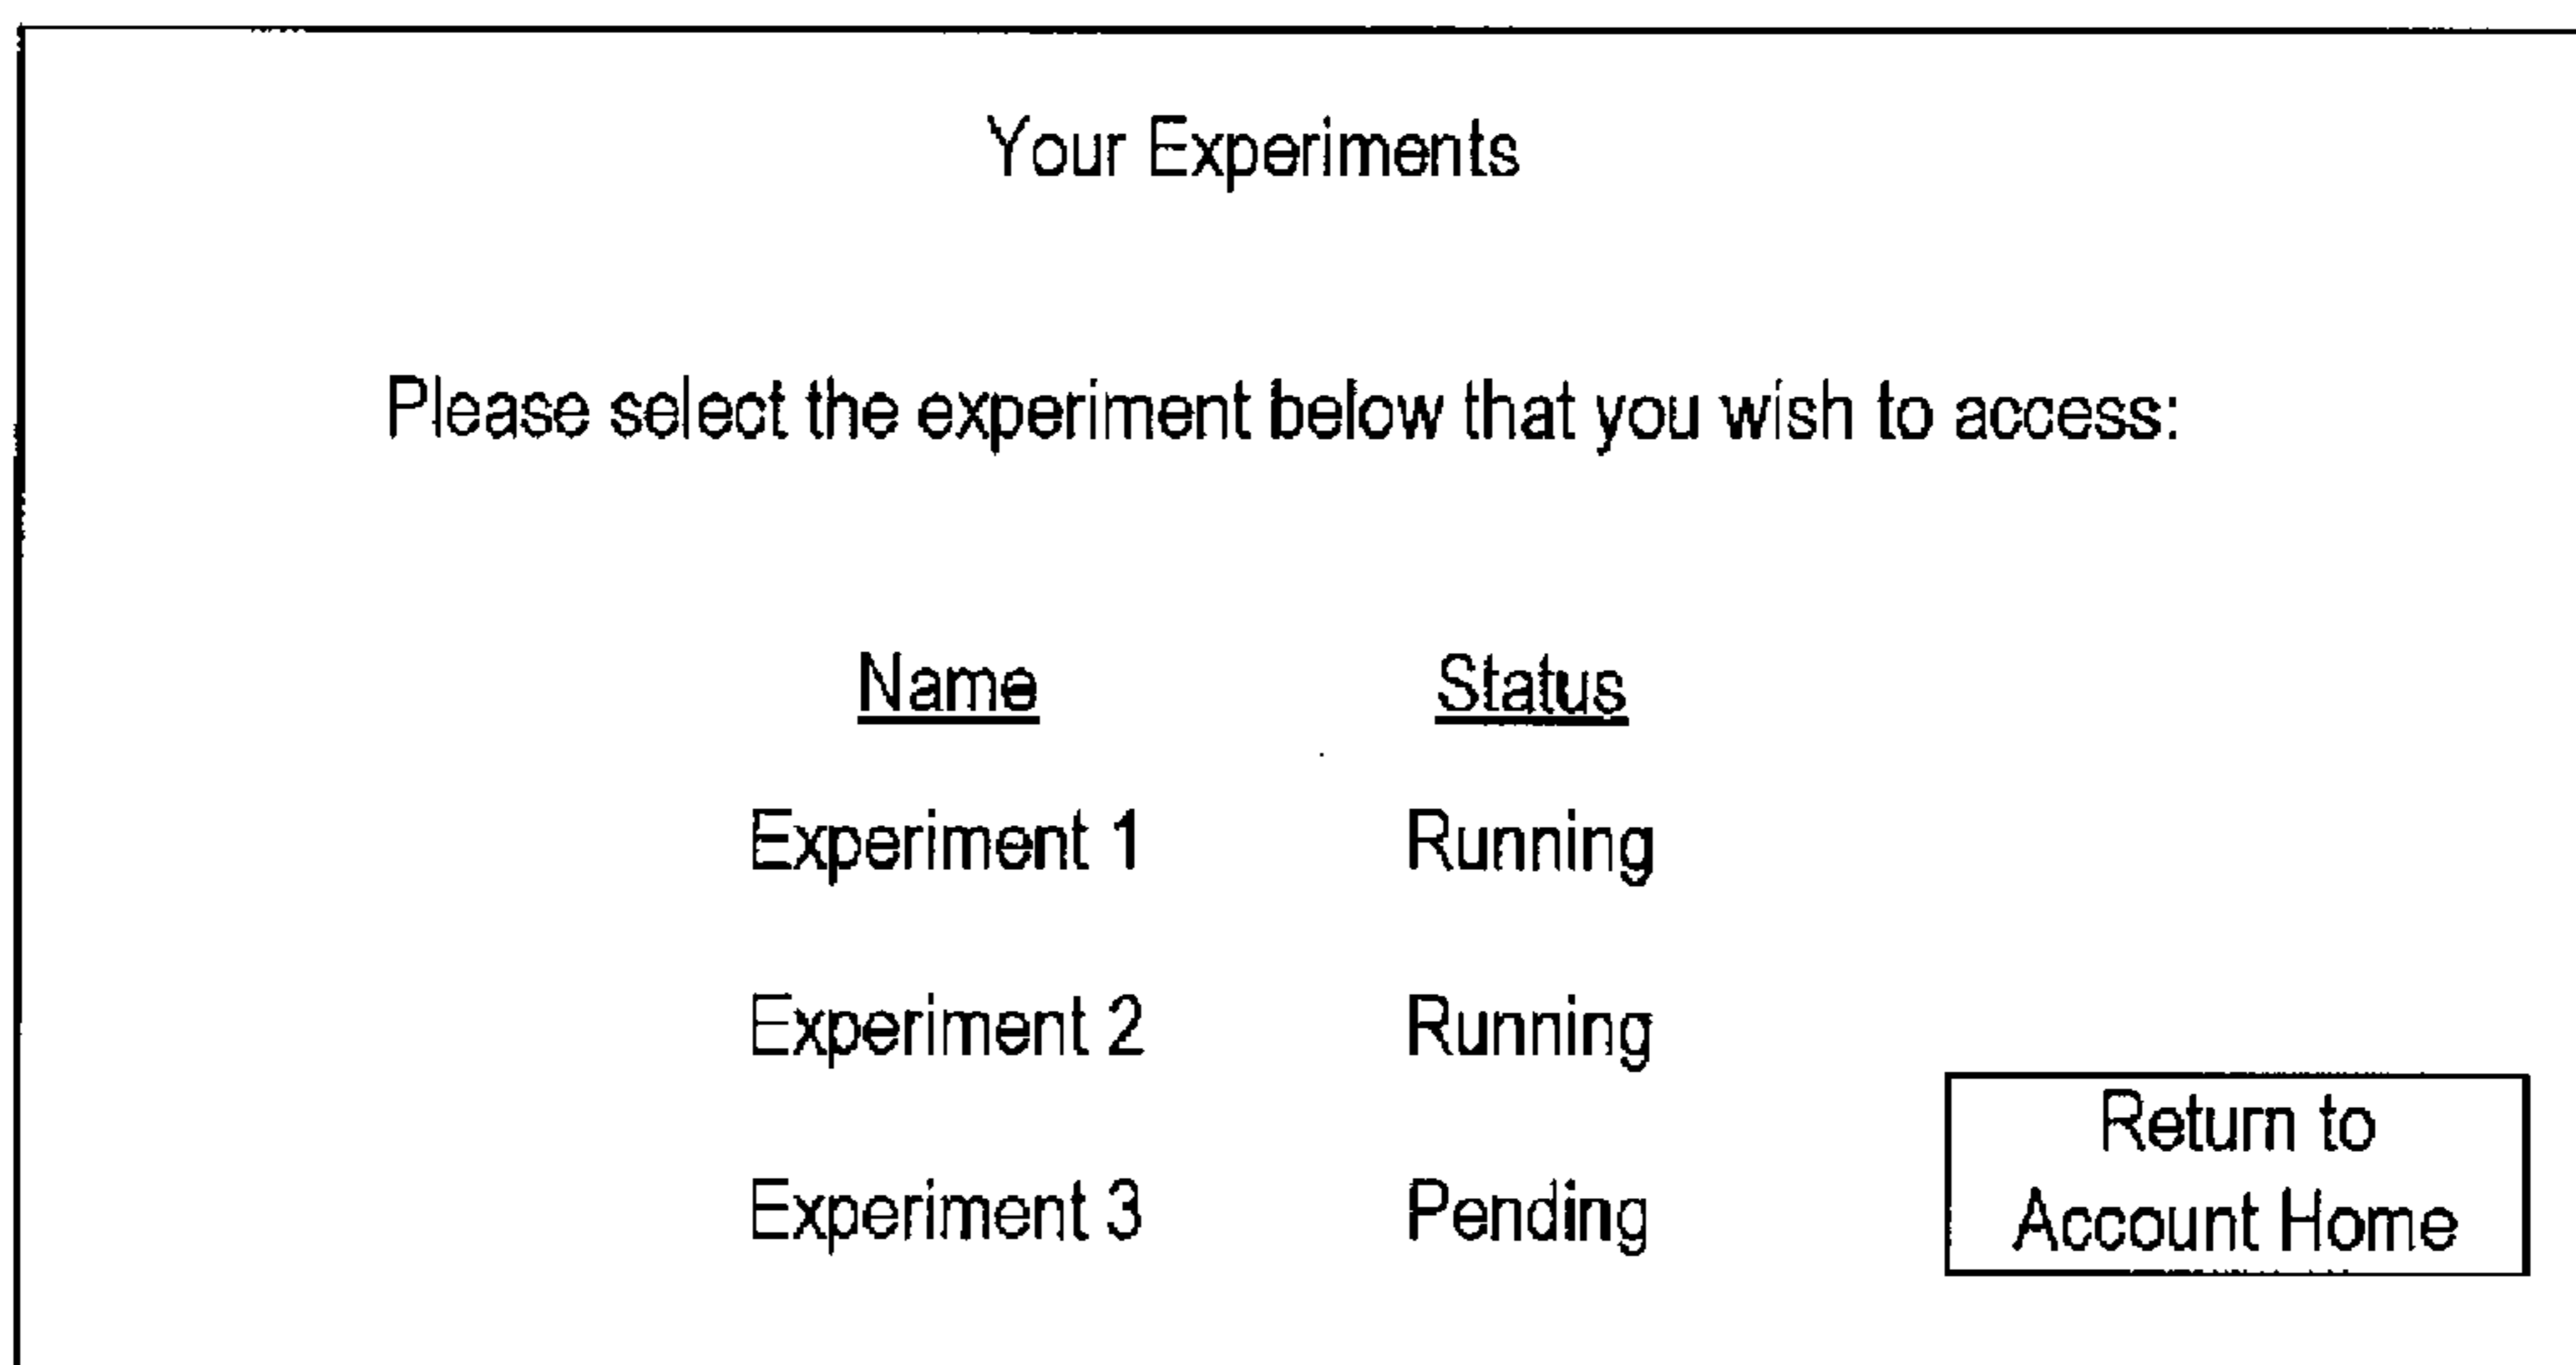 Your Experiments
Please select the experiment below that you wish to access:
Name Status
Experiment 1 Running
Experiment 2 Running
Experiment 3 Pending
Return to
Account Home